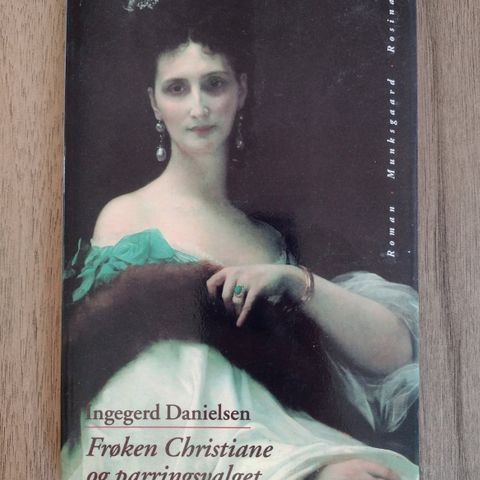 Roman · Munksgaard · Rosina
Ingegerd Danielsen
Frøken Christiane
og parringsvalget